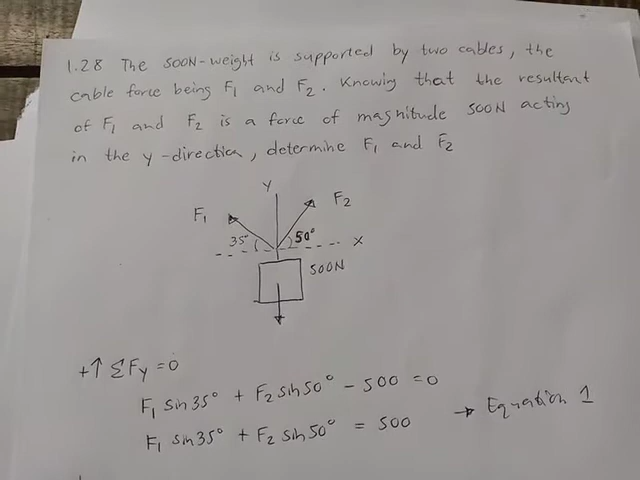 1.28 The 500N-weight is supported by two cables, the
cable force being F₁ and F₂. Knowing that the resultant
of F₁ and F₂ is a force of magnitude 500N acting
in the y-direction, determine F₁ and F₂
Y
F₁
F₂
35°
50°
X
500N
+↑ ΣFy = 0
F₁ sin 35° + F₂ sin 50° - 500 = 0
F₁ sin 35° + F₂ sin 50° = 500 → Equation 1